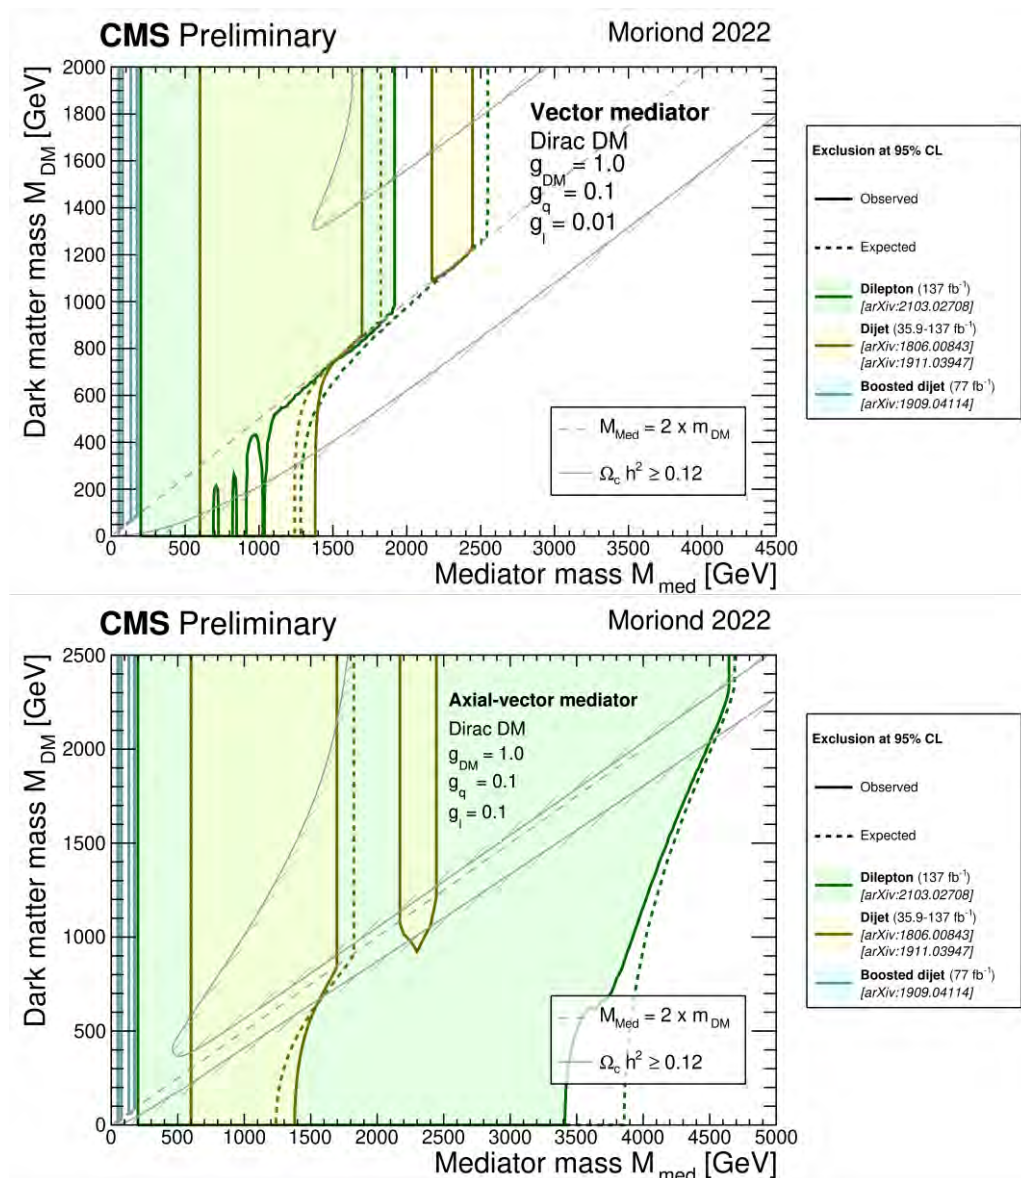 CMS Preliminary
Moriond 2022
Dark matter mass M_DM [GeV]
2000
1800
1600
1400
1200
1000
800
600
400
200
0
Vector mediator
Dirac DM
g_DM = 1.0
g_q = 0.1
g_l = 0.01
M_Med = 2 x m_DM
Ω_c h² ≥ 0.12
0 500 1000 1500 2000 2500 3000 3500 4000 4500
Mediator mass M_med [GeV]
Exclusion at 95% CL
Observed
Expected
Dilepton (137 fb⁻¹)
[arXiv:2103.02708]
Dijet (35.9-137 fb⁻¹)
[arXiv:1806.00843]
[arXiv:1911.03947]
Boosted dijet (77 fb⁻¹)
[arXiv:1909.04114]
CMS Preliminary
Moriond 2022
Dark matter mass M_DM [GeV]
2500
2000
1500
1000
500
0
Axial-vector mediator
Dirac DM
g_DM = 1.0
g_q = 0.1
g_l = 0.1
M_Med = 2 x m_DM
Ω_c h² ≥ 0.12
0 500 1000 1500 2000 2500 3000 3500 4000 4500 5000
Mediator mass M_med [GeV]
Exclusion at 95% CL
Observed
Expected
Dilepton (137 fb⁻¹)
[arXiv:2103.02708]
Dijet (35.9-137 fb⁻¹)
[arXiv:1806.00843]
[arXiv:1911.03947]
Boosted dijet (77 fb⁻¹)
[arXiv:1909.04114]